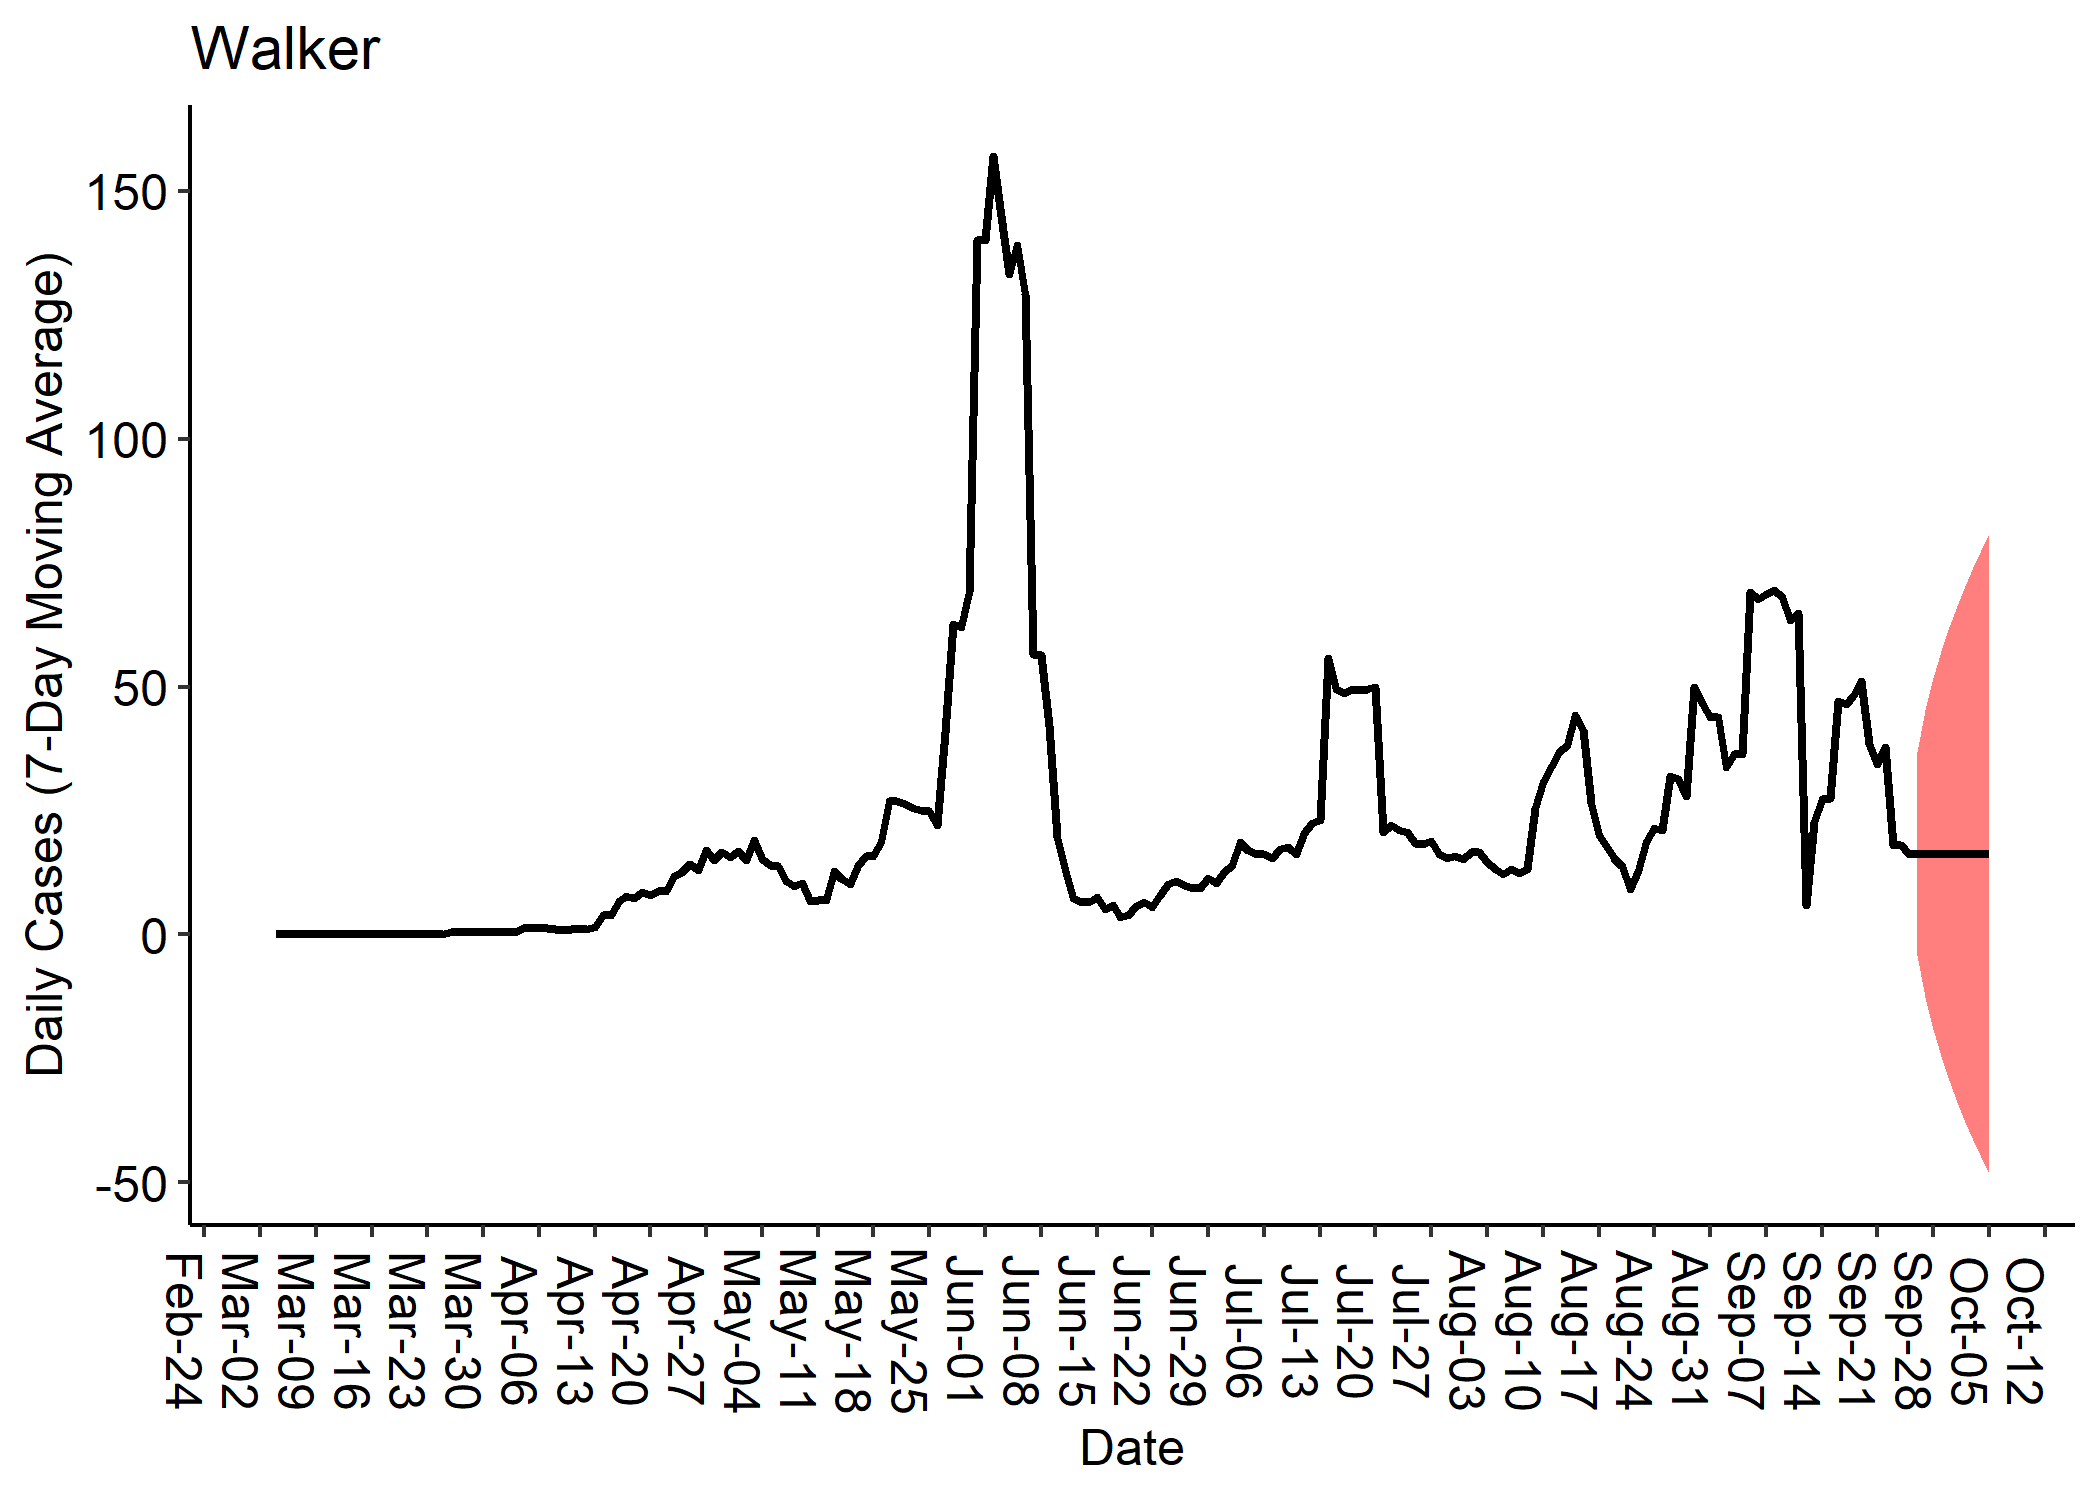 Walker
Daily Cases (7-Day Moving Average)
150
100
50
0
-50
Feb-24
Mar-02
Mar-09
Mar-16
Mar-23
Mar-30
Apr-06
Apr-13
Apr-20
Apr-27
May-04
May-11
May-18
May-25
Jun-01
Jun-08
Jun-15
Jun-22
Jun-29
Jul-06
Jul-13
Jul-20
Jul-27
Aug-03
Aug-10
Aug-17
Aug-24
Aug-31
Sep-07
Sep-14
Sep-21
Sep-28
Oct-05
Oct-12
Date